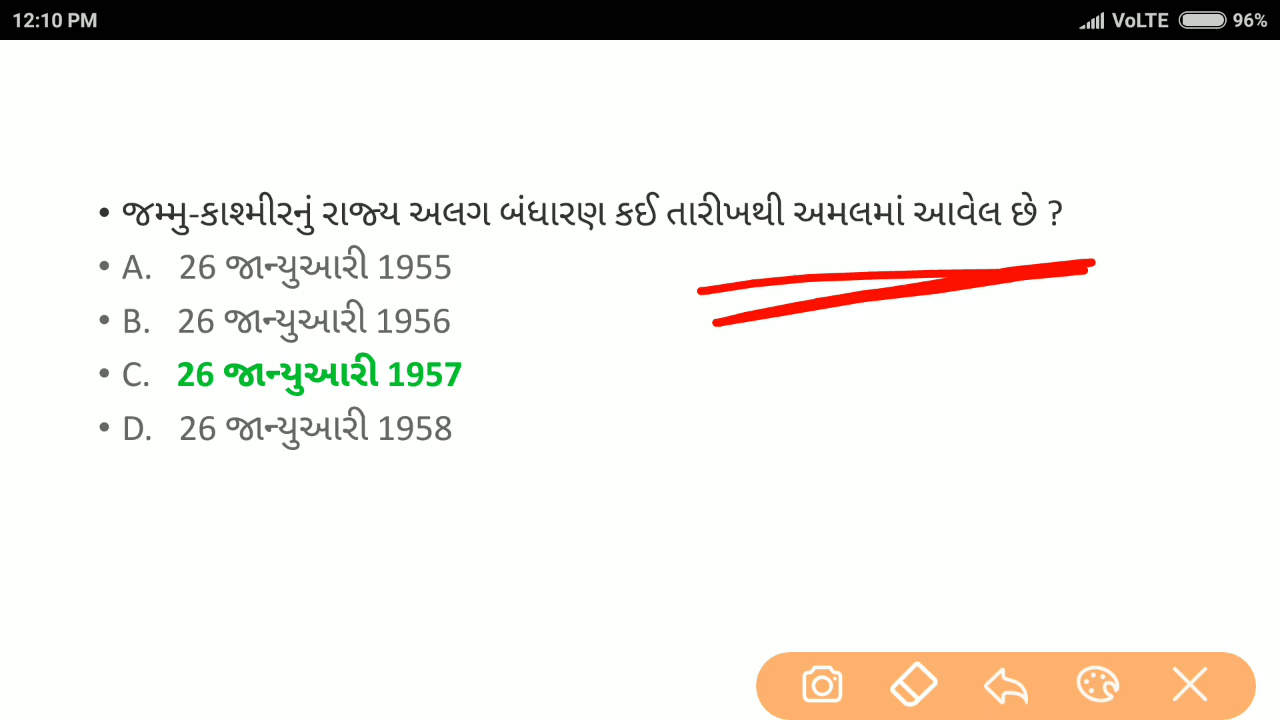 12:10 PM VoLTE 96%
• જમ્મુ-કાશ્મીરનું રાજ્ય અલગ બંધારણ કઈ તારીખથી અમલમાં આવેલ છે ?
• A. 26 જાન્યુઆરી 1955
• B. 26 જાન્યુઆરી 1956
• C. 26 જાન્યુઆરી 1957
• D. 26 જાન્યુઆરી 1958